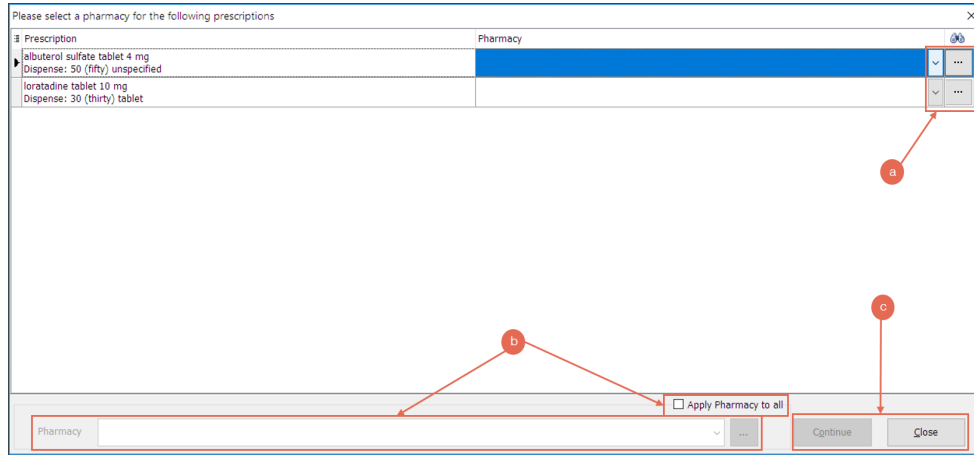 Please select a pharmacy for the following prescriptions
Prescription Pharmacy
albuterol sulfate tablet 4 mg
Dispense: 50 (fifty) unspecified
...
loratadine tablet 10 mg
Dispense: 30 (thirty) tablet
...
a
c
b
Apply Pharmacy to all
Pharmacy ... Continue Close